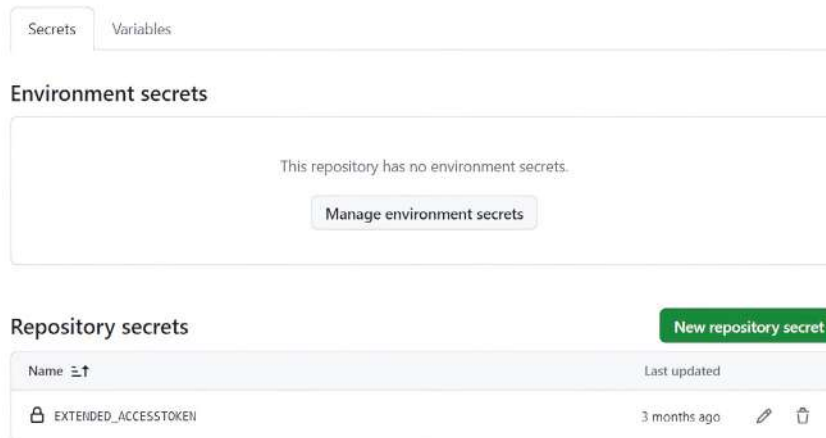 Secrets Variables
Environment secrets
This repository has no environment secrets.
Manage environment secrets
Repository secrets New repository secret
Name Last updated
EXTENDED_ACCESSTOKEN 3 months ago